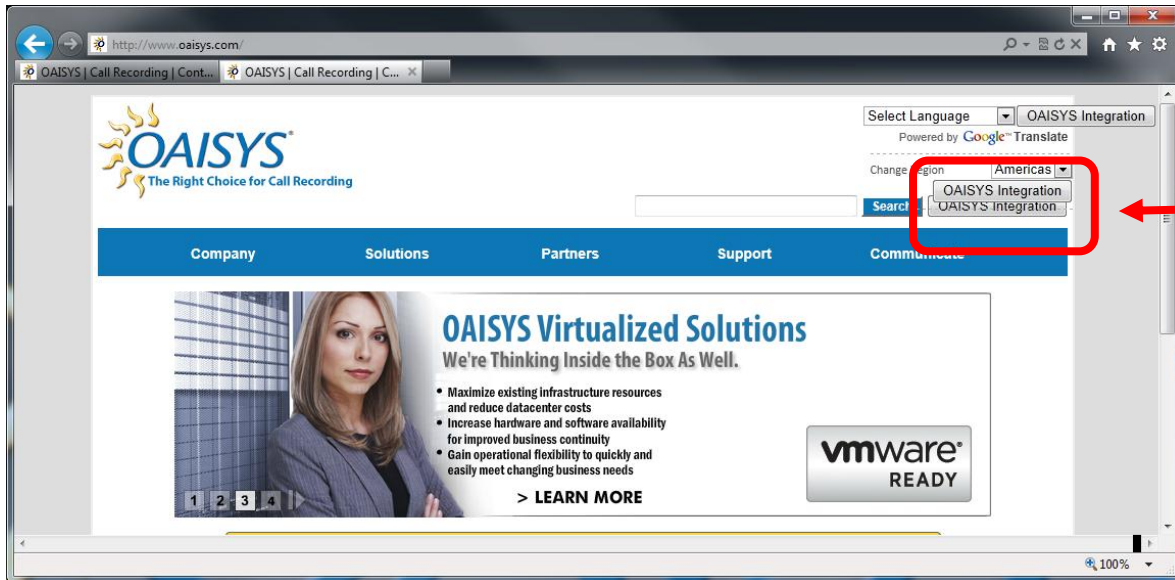 http://www.oaisys.com/
OAISYS | Call Recording | Cont...
OAISYS | Call Recording | C...
OAISYS
The Right Choice for Call Recording
Select Language
OAISYS Integration
Powered by Google™ Translate
Change Region
Americas
OAISYS Integration
Search
OAISYS Integration
Company Solutions Partners Support Communicate
OAISYS Virtualized Solutions
We're Thinking Inside the Box As Well.
• Maximize existing infrastructure resources
and reduce datacenter costs
• Increase hardware and software availability
for improved business continuity
• Gain operational flexibility to quickly and
easily meet changing business needs
> LEARN MORE
vmware®
READY
1 2 3 4
100%